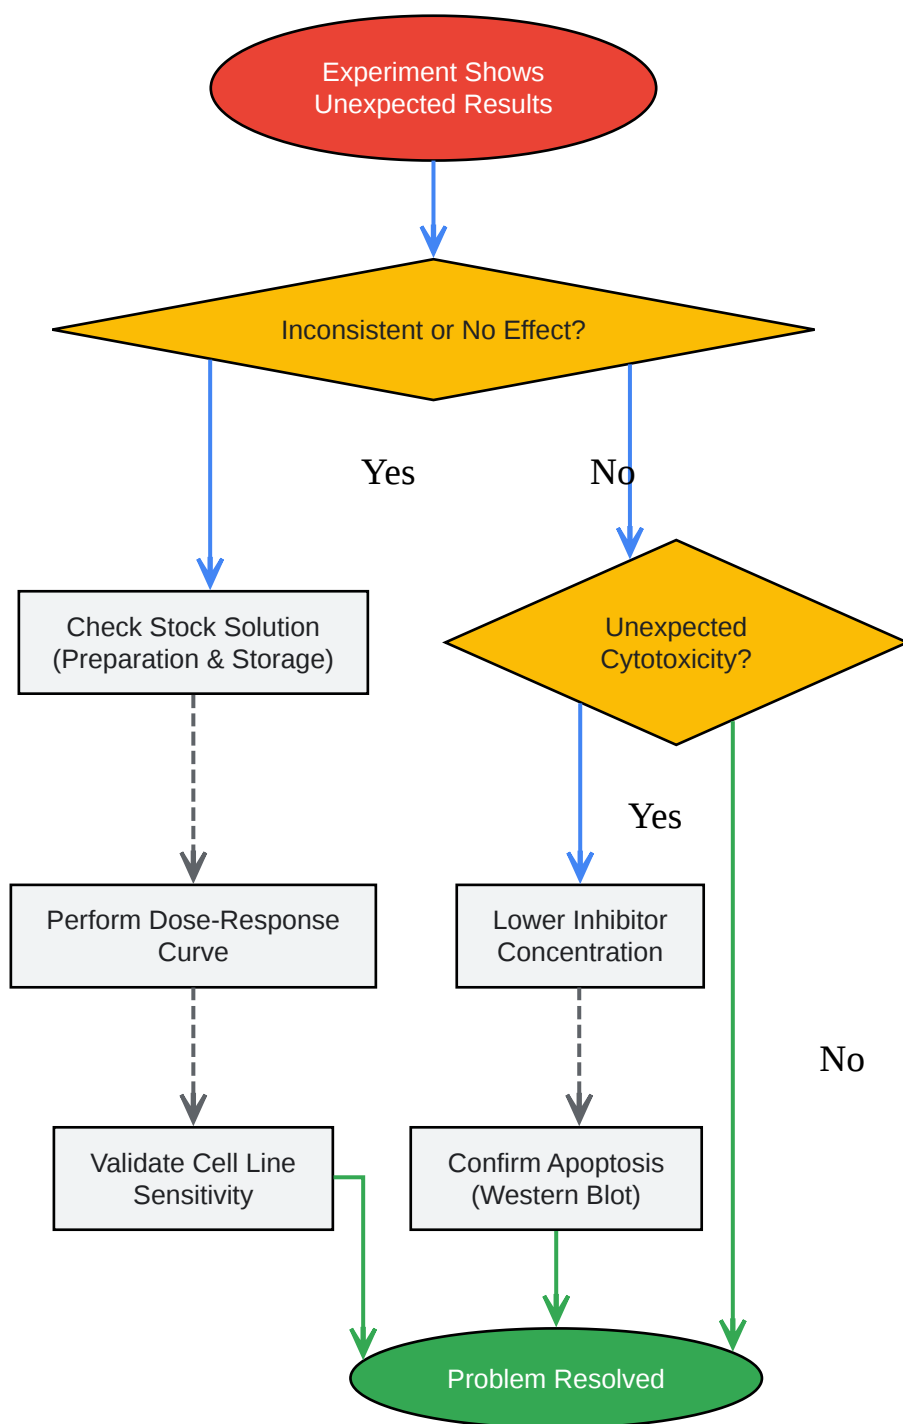 Experiment Shows
Unexpected Results
Inconsistent or No Effect?
Yes
No
Check Stock Solution
(Preparation & Storage)
Unexpected
Cytotoxicity?
Yes
Perform Dose-Response
Curve
Lower Inhibitor
Concentration
No
Validate Cell Line
Sensitivity
Confirm Apoptosis
(Western Blot)
Problem Resolved